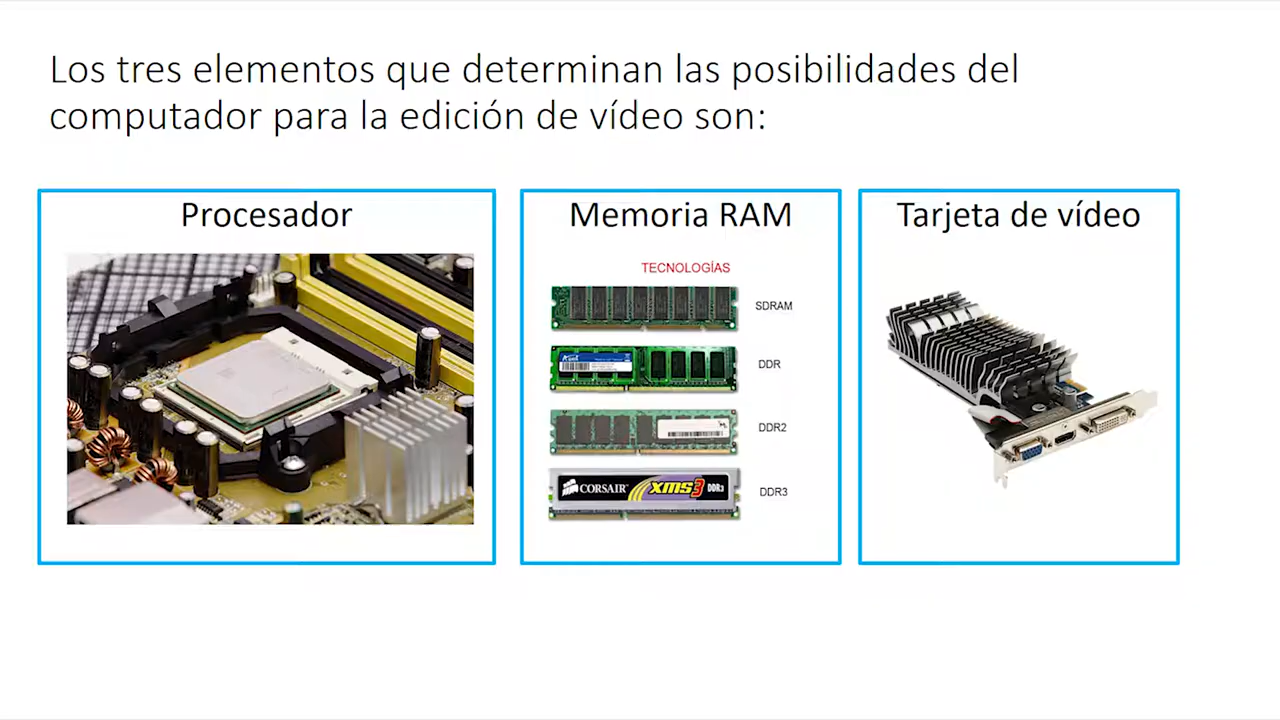 Los tres elementos que determinan las posibilidades del
computador para la edición de vídeo son:
Procesador
Memoria RAM
TECNOLOGÍAS
SDRAM
DDR
DDR2
CORSAIR XMS3 DDR3
DDR3
Tarjeta de vídeo